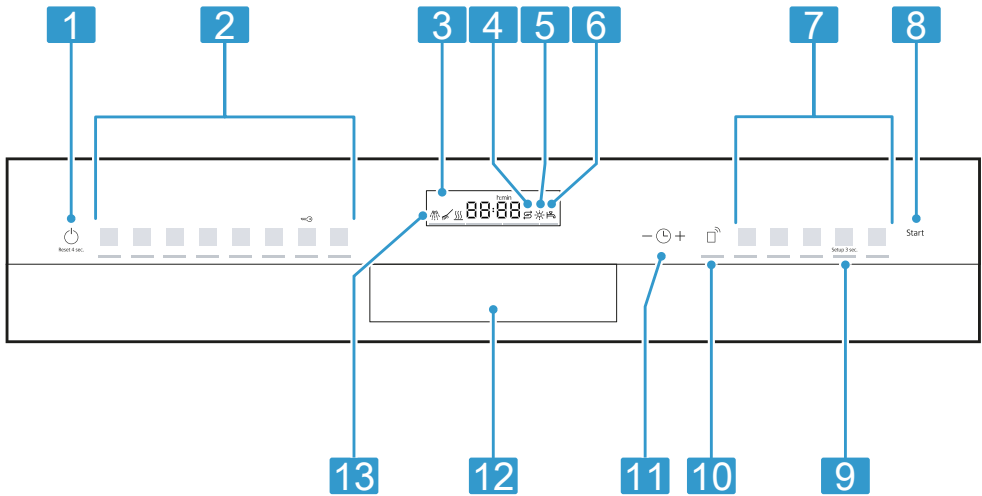 1 2 3 4 5 6 7 8
h:min
88:88
Reset 4 sec.
− +
Setup 3 sec.
Start
13 12 11 10 9